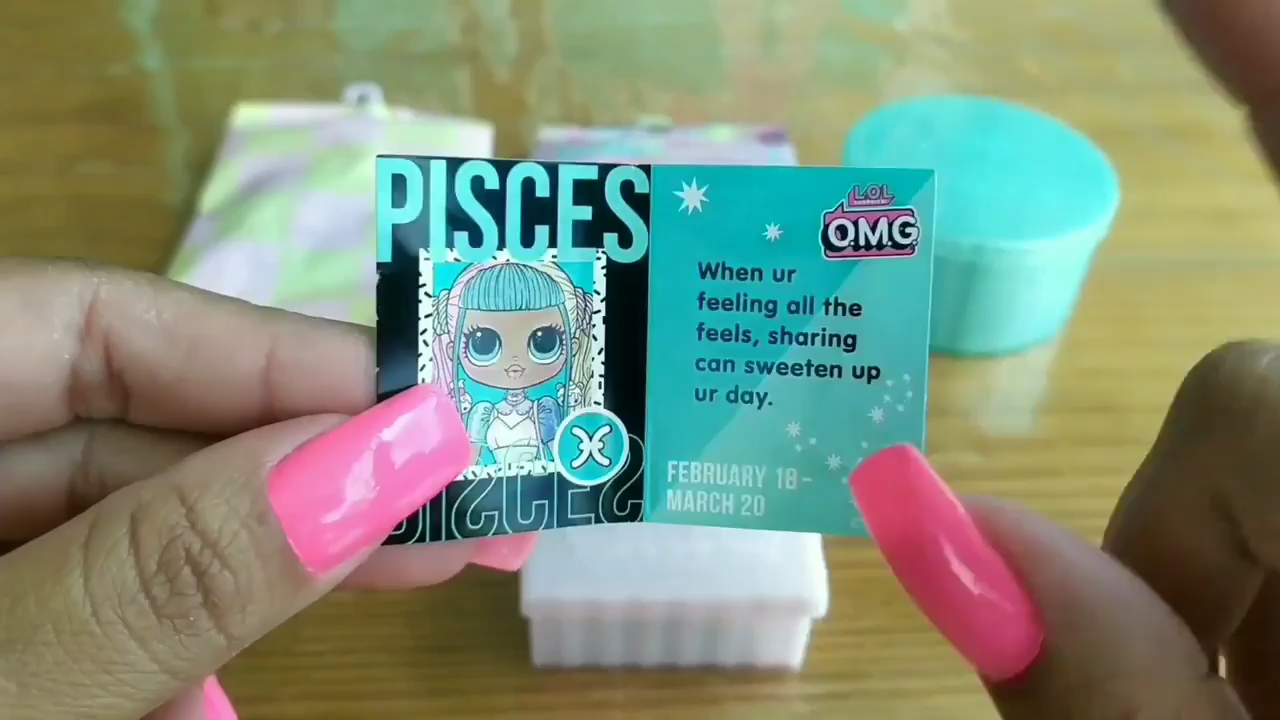 PISCES
PISCES
LOL
SURPRISE!
O.M.G
When ur
feeling all the
feels, sharing
can sweeten up
ur day.
FEBRUARY 18-
MARCH 20